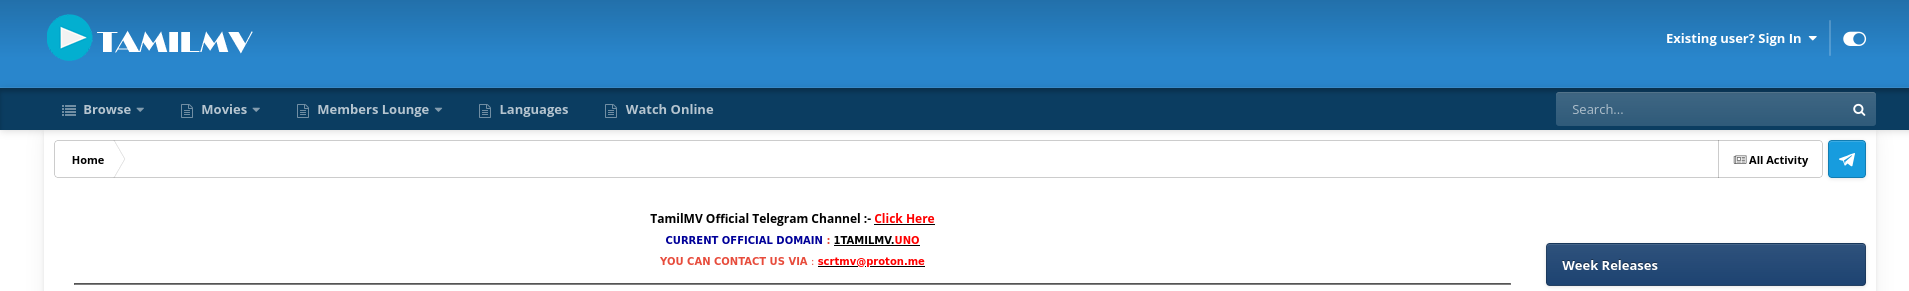 TAMILMV
Existing user? Sign In
Browse Movies Members Lounge Languages Watch Online
Search...
Home
All Activity
TamilMV Official Telegram Channel :- Click Here
CURRENT OFFICIAL DOMAIN : 1TAMILMV.UNO
YOU CAN CONTACT US VIA : scrtmv@proton.me
Week Releases